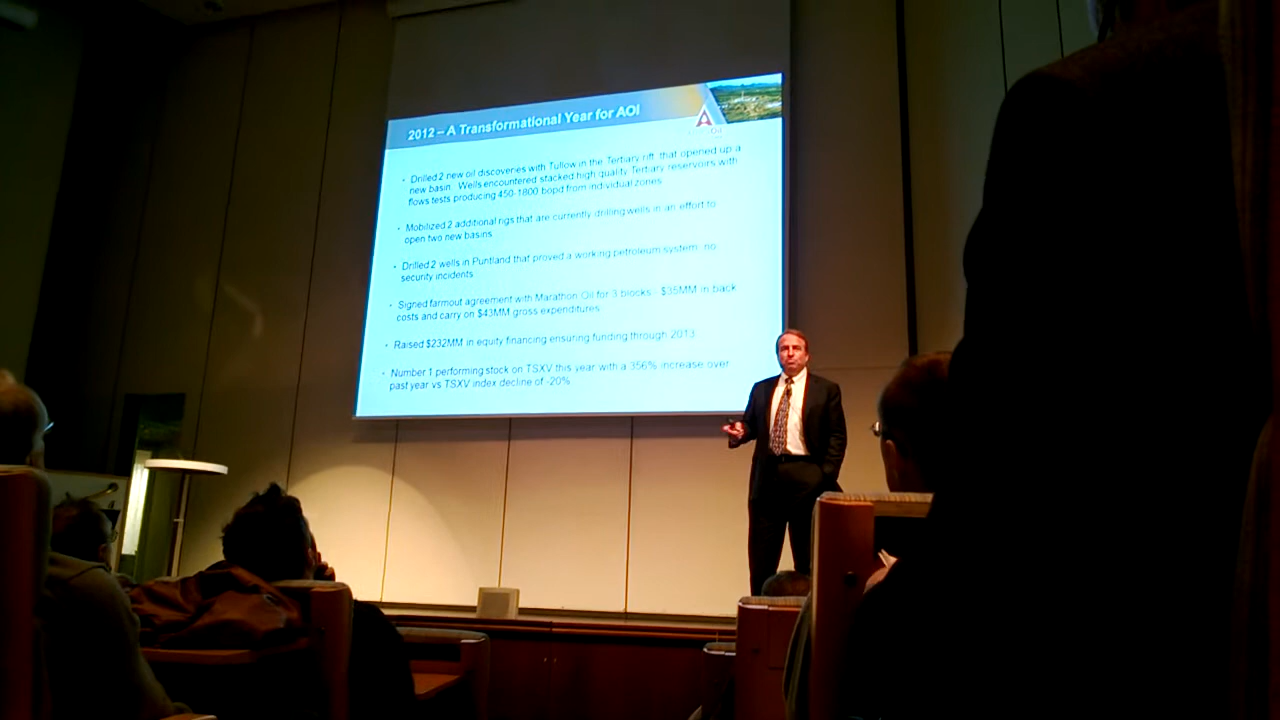 2012 – A Transformational Year for AOI
• Drilled 2 new oil discoveries with Tullow in the Tertiary rift that opened up a
new basin. Wells encountered stacked high quality Tertiary reservoirs with
flows tests producing 450-1800 bopd from individual zones
• Mobilized 2 additional rigs that are currently drilling wells in an effort to
open two new basins
• Drilled 2 wells in Puntland that proved a working petroleum system no
security incidents
• Signed farmout agreement with Marathon Oil for 3 blocks - $35MM in back
costs and carry on $43MM gross expenditures
• Raised $232MM in equity financing ensuring funding through 2013
• Number 1 performing stock on TSXV this year with a 356% increase over
past year vs TSXV index decline of -20%